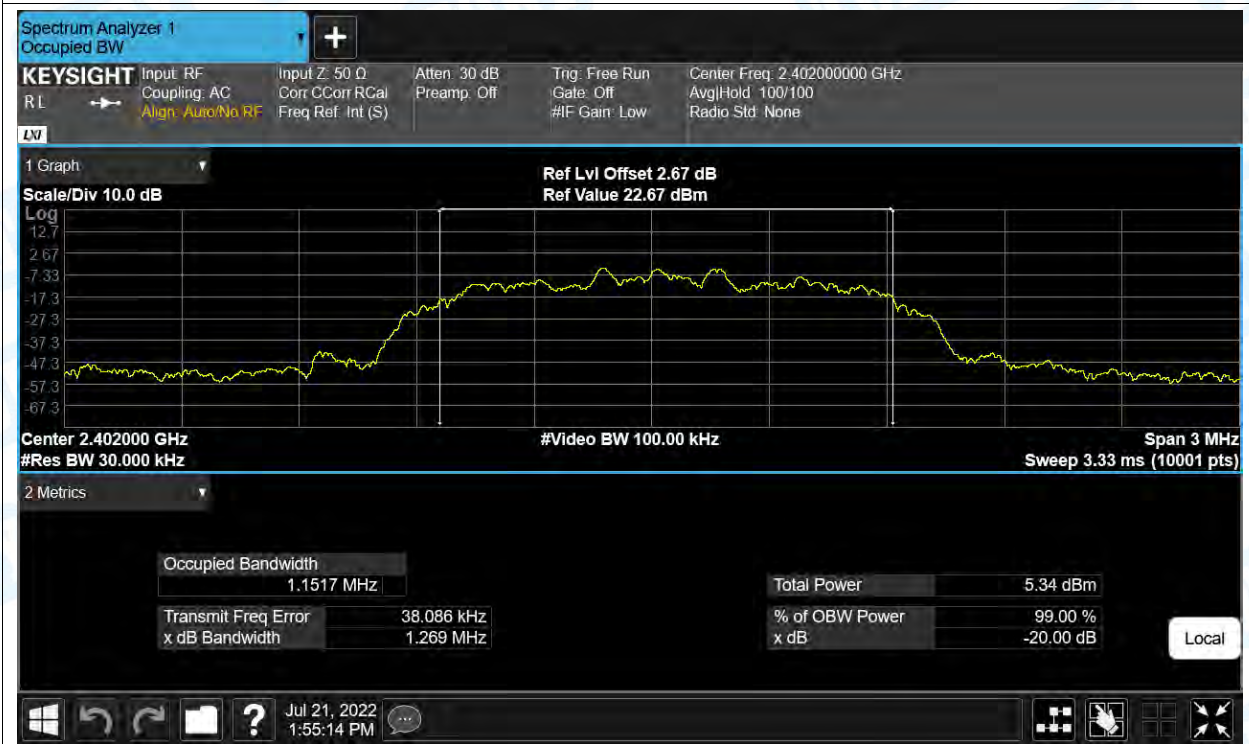 Spectrum Analyzer 1
Occupied BW
+
KEYSIGHT Input: RF Input Z: 50 Ω Atten: 30 dB Trig: Free Run Center Freq: 2.402000000 GHz
RL Coupling: AC Corr CCorr RCal Preamp: Off Gate: Off Avg|Hold: 100/100
Align: Auto/No RF Freq Ref: Int (S) #IF Gain: Low Radio Std: None
LXI
1 Graph
Ref Lvl Offset 2.67 dB
Scale/Div 10.0 dB Ref Value 22.67 dBm
Log
12.7
2.67
-7.33
-17.3
-27.3
-37.3
-47.3
-57.3
-67.3
Center 2.402000 GHz #Video BW 100.00 kHz Span 3 MHz
#Res BW 30.000 kHz Sweep 3.33 ms (10001 pts)
2 Metrics
Occupied Bandwidth
1.1517 MHz Total Power 5.34 dBm
Transmit Freq Error 38.086 kHz % of OBW Power 99.00 %
x dB Bandwidth 1.269 MHz x dB -20.00 dB
Local
? Jul 21, 2022
1:55:14 PM